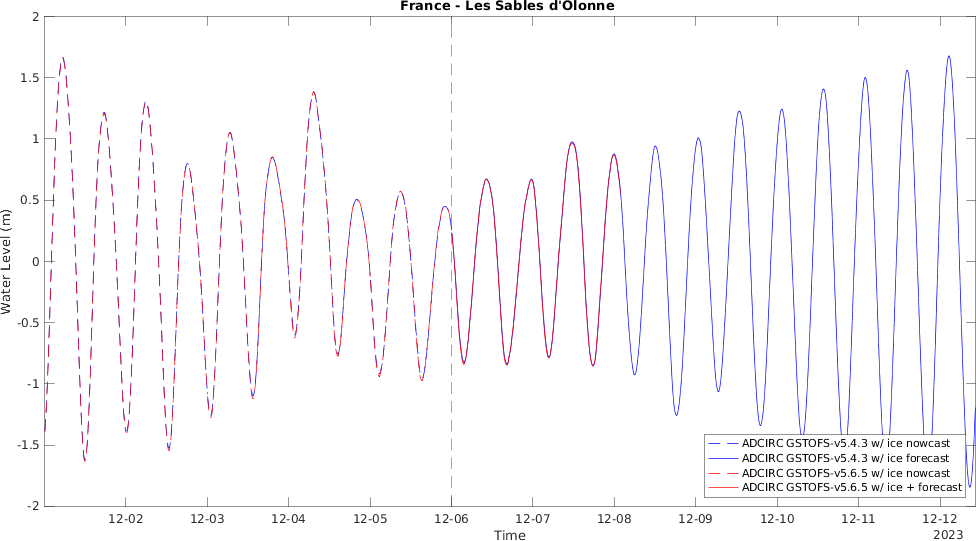 France - Les Sables d'Olonne
2
1.5
1
0.5
0
-0.5
-1
-1.5
-2
Water Level (m)
ADCIRC GSTOFS-v5.4.3 w/ ice nowcast
ADCIRC GSTOFS-v5.4.3 w/ ice forecast
ADCIRC GSTOFS-v5.6.5 w/ ice nowcast
ADCIRC GSTOFS-v5.6.5 w/ ice + forecast
12-02 12-03 12-04 12-05 12-06 12-07 12-08 12-09 12-10 12-11 12-12
Time
2023